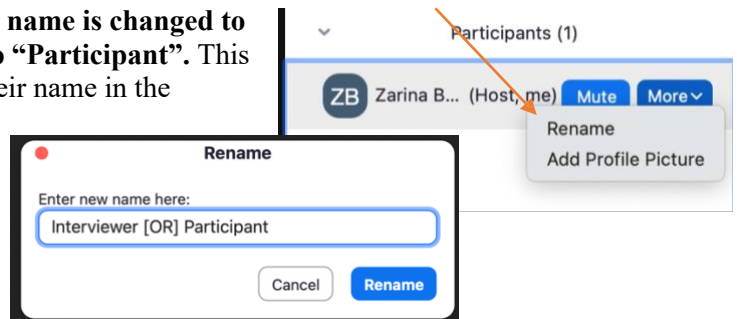 name is changed to
“Participant”. This
eir name in the
Participants (1)
ZB Zarina B... (Host, me) Mute More
Rename
Add Profile Picture
Rename
Enter new name here:
Interviewer [OR] Participant
Cancel Rename